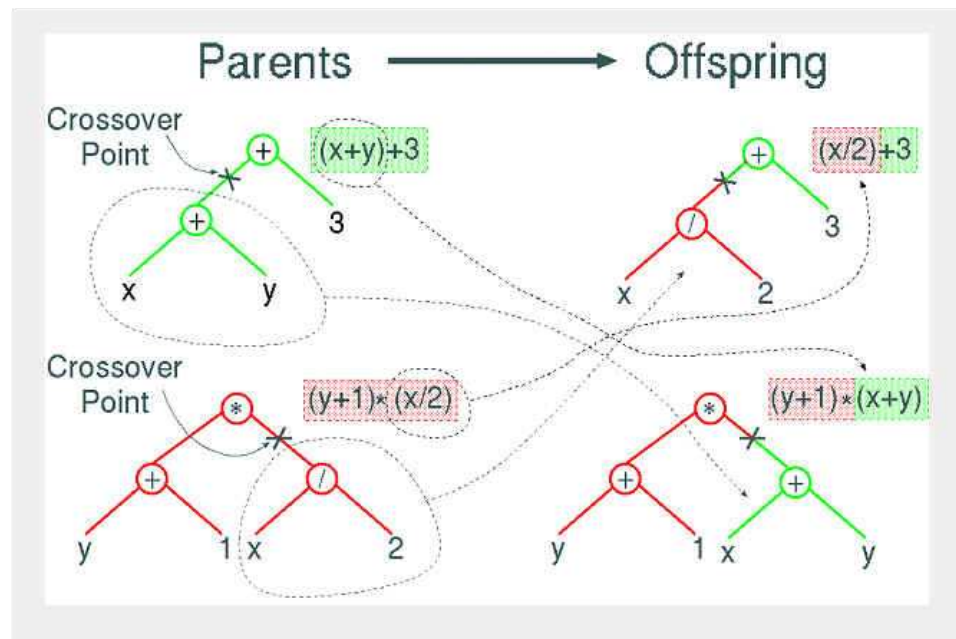 Parents Offspring
Crossover
Point
+
(x+y)+3
+
3
x y
+
(x/2)+3
/
3
x 2
Crossover
Point
*
(y+1)*(x/2)
+ /
y 1 x 2
*
(y+1)*(x+y)
+ +
y 1 x y